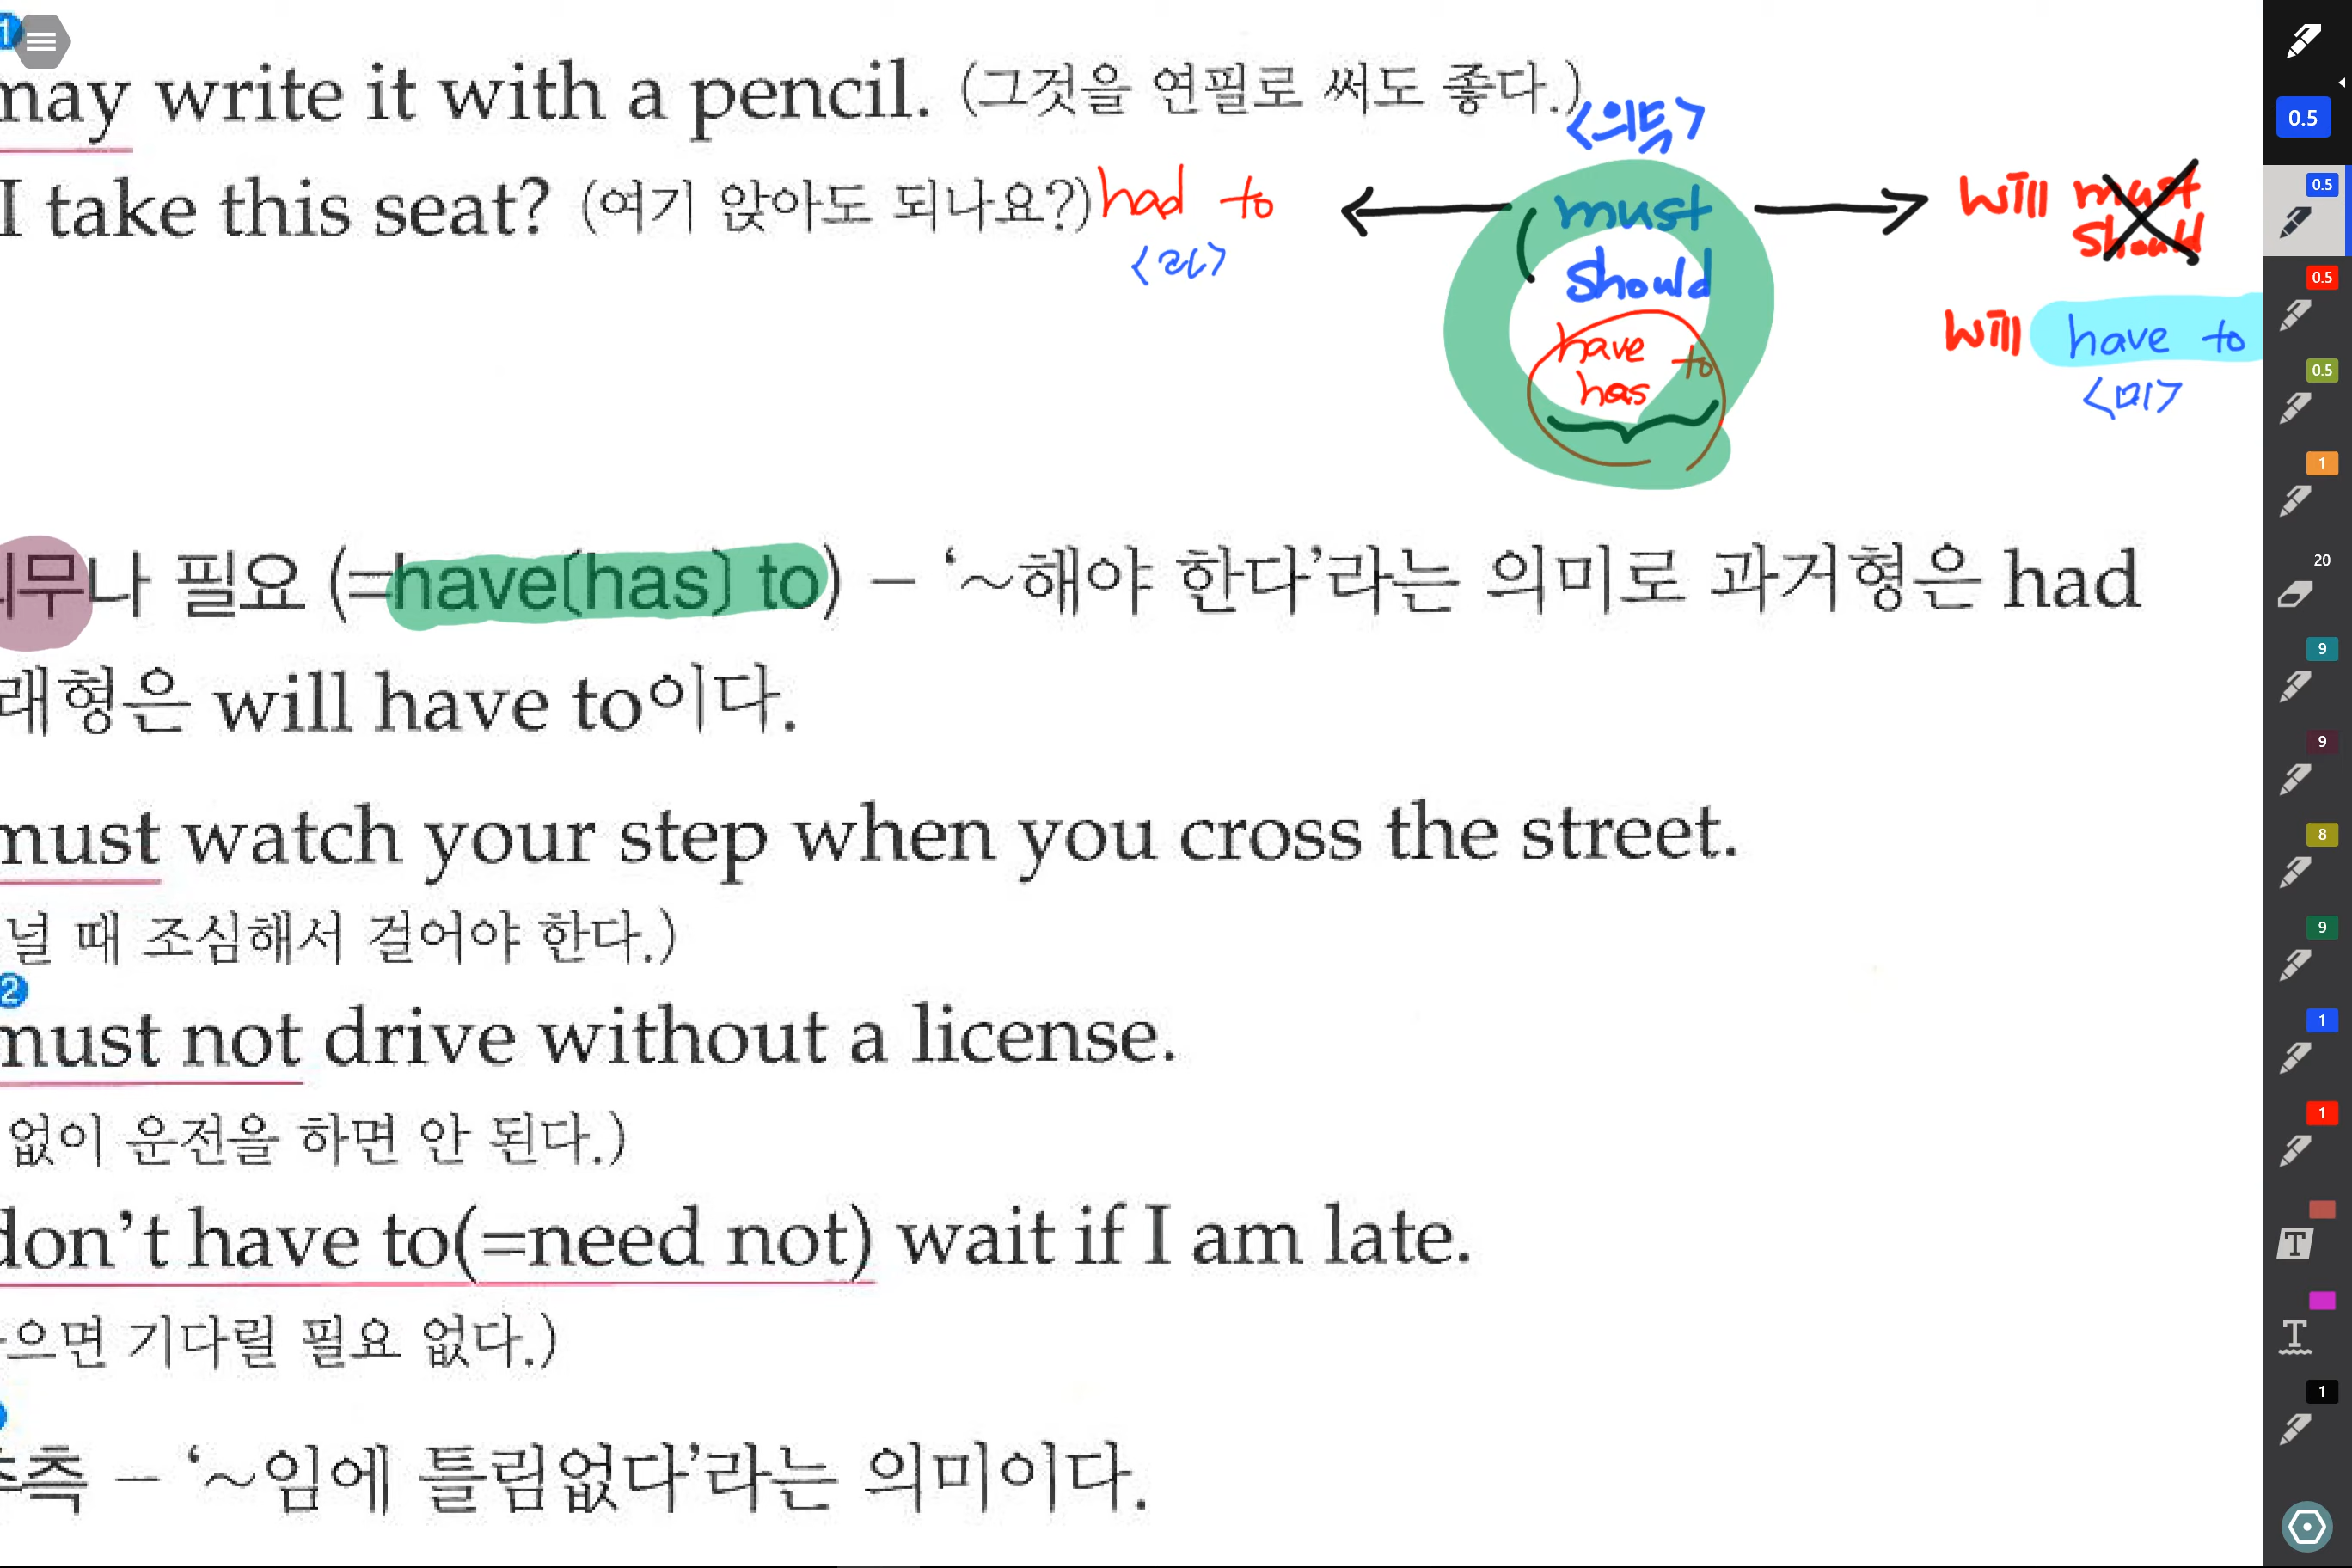 1
may write it with a pencil. (그것을 연필로 써도 좋다.)
<의무>
I take this seat? (여기 앉아도 되나요?) had to must will must
<과> should should
have to will have to
has <미>
의무나 필요 (=have(has) to) – ‘~해야 한다’라는 의미로 과거형은 had
래형은 will have to이다.
must watch your step when you cross the street.
널 때 조심해서 걸어야 한다.)
2
must not drive without a license.
없이 운전을 하면 안 된다.)
don't have to(=need not) wait if I am late.
으면 기다릴 필요 없다.)
추측 – ‘~임에 틀림없다’라는 의미이다.
0.5
0.5
0.5
0.5
1
20
9
9
8
9
1
1
T
T
1